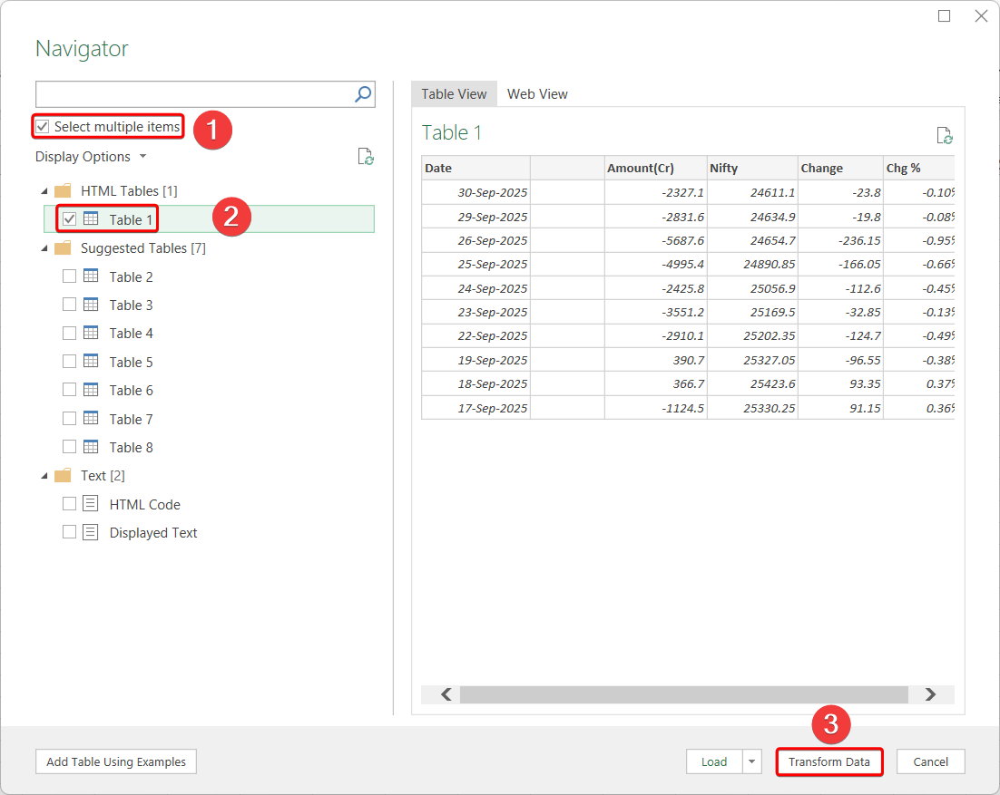 Navigator
Select multiple items
1
Display Options
HTML Tables [1]
Table 1
2
Suggested Tables [7]
Table 2
Table 3
Table 4
Table 5
Table 6
Table 7
Table 8
Text [2]
HTML Code
Displayed Text
Table View Web View
Table 1
Date Amount(Cr) Nifty Change Chg %
30-Sep-2025 -2327.1 24611.1 -23.8 -0.10%
29-Sep-2025 -2831.6 24634.9 -19.8 -0.08%
26-Sep-2025 -5687.6 24654.7 -236.15 -0.95%
25-Sep-2025 -4995.4 24890.85 -166.05 -0.66%
24-Sep-2025 -2425.8 25056.9 -112.6 -0.45%
23-Sep-2025 -3551.2 25169.5 -32.85 -0.13%
22-Sep-2025 -2910.1 25202.35 -124.7 -0.49%
19-Sep-2025 390.7 25327.05 -96.55 -0.38%
18-Sep-2025 366.7 25423.6 93.35 0.37%
17-Sep-2025 -1124.5 25330.25 91.15 0.36%
3
Add Table Using Examples Load Transform Data Cancel